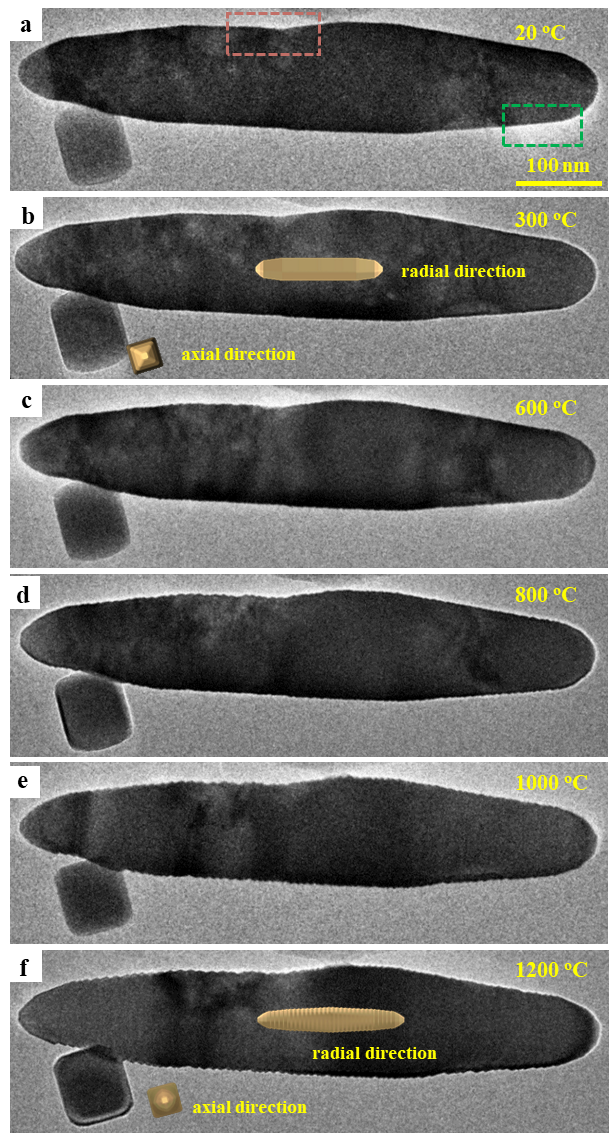 a
20 ºC
100 nm
b
300 ºC
radial direction
axial direction
c
600 ºC
d
800 ºC
e
1000 ºC
f
1200 ºC
radial direction
axial direction